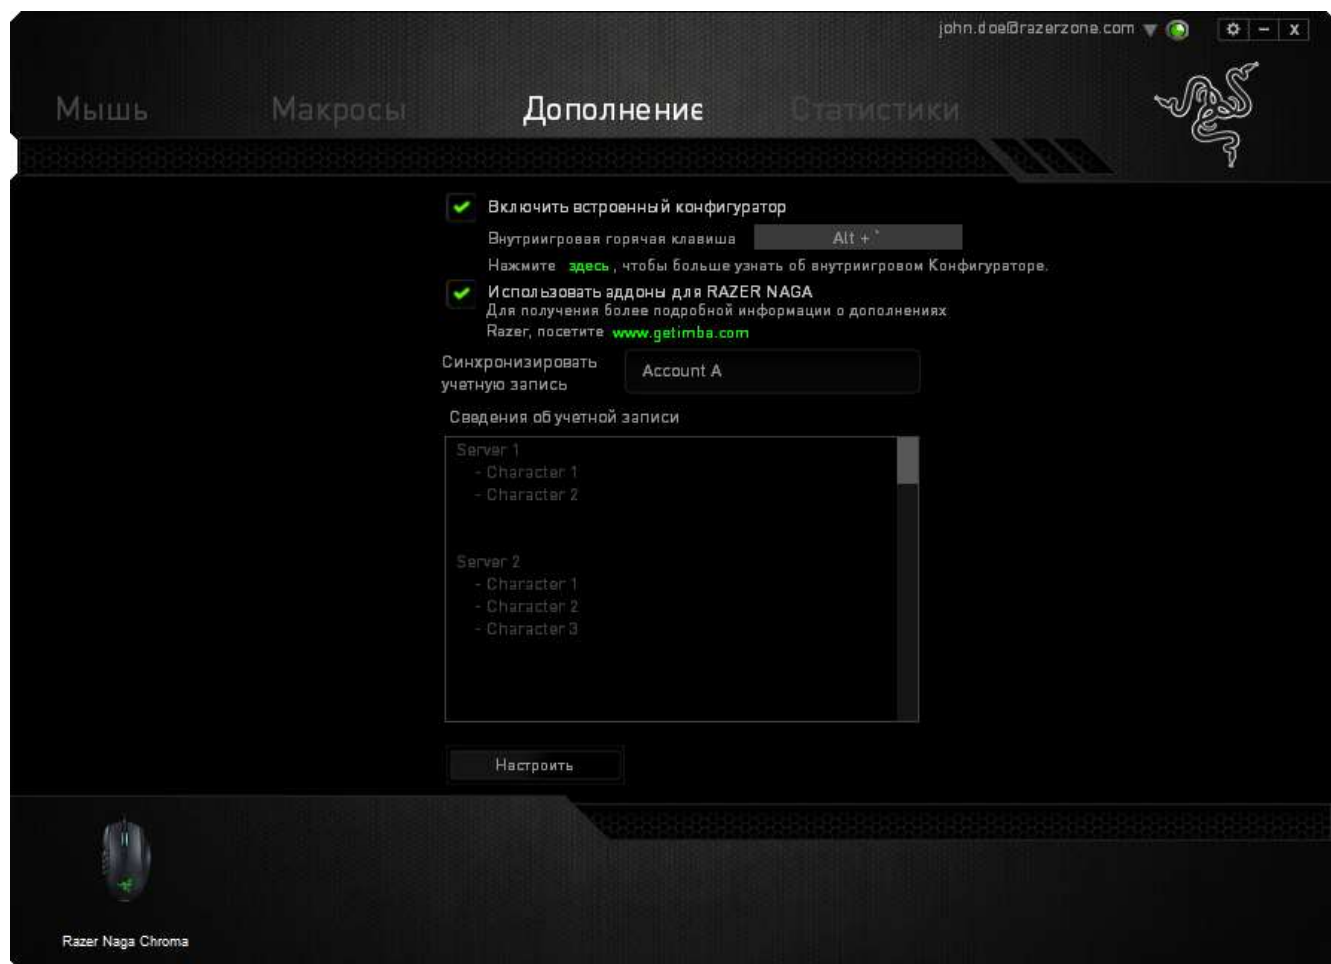 john.doe@razerzone.com
Мышь Макросы Дополнение Статистики
Включить встроенный конфигуратор
Внутриигровая горячая клавиша Alt + `
Нажмите здесь , чтобы больше узнать об внутриигровом Конфигураторе.
Использовать аддоны для RAZER NAGA
Для получения более подробной информации о дополнениях
Razer, посетите www.getimba.com
Синхронизировать
учетную запись
Account A
Сведения об учетной записи
Server 1
- Character 1
- Character 2
Server 2
- Character 1
- Character 2
- Character 3
Настроить
Razer Naga Chroma